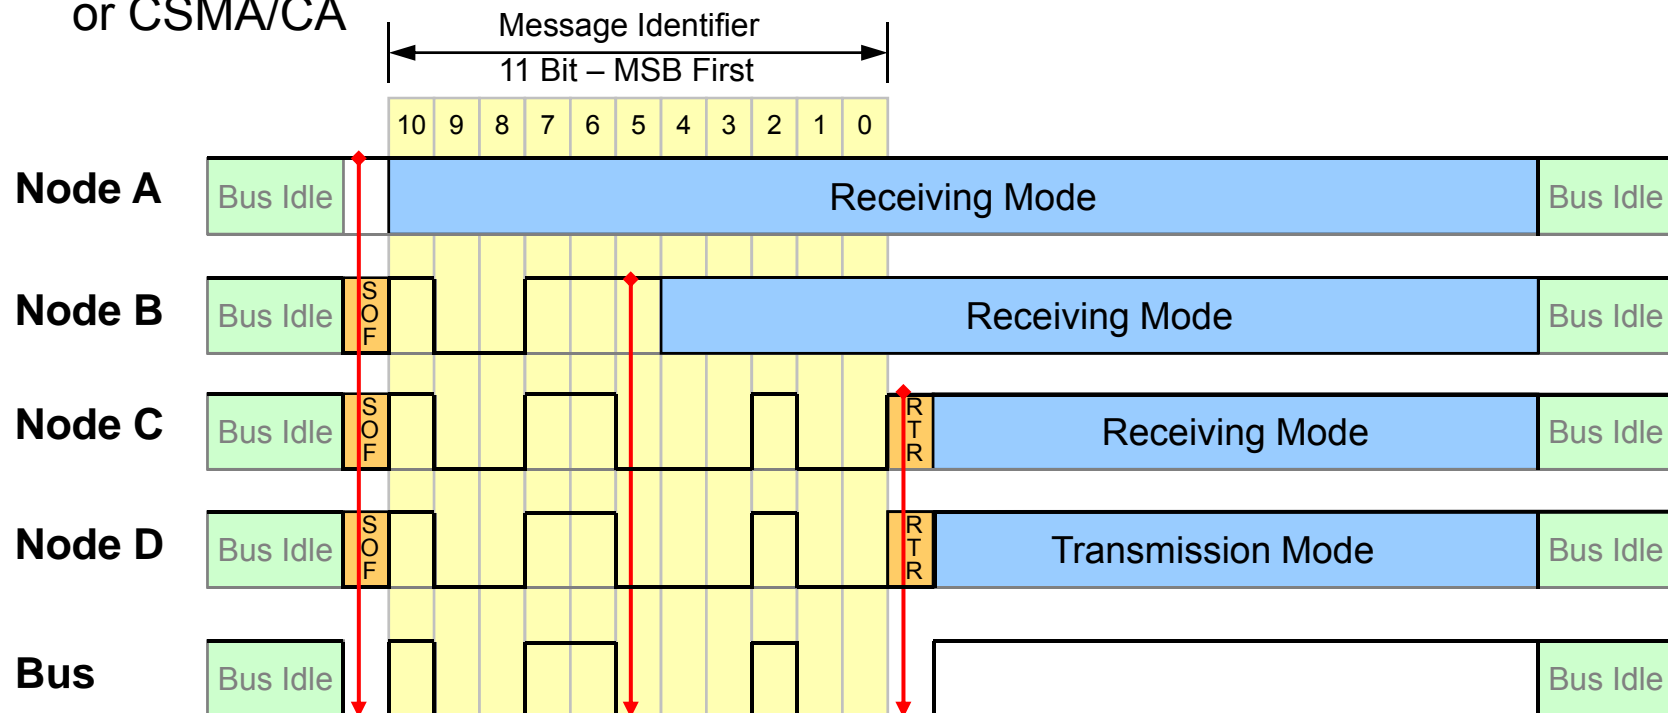 or CSMA/CA
Message Identifier
11 Bit – MSB First
10 9 8 7 6 5 4 3 2 1 0
Node A Bus Idle Receiving Mode Bus Idle
Node B Bus Idle SOF Receiving Mode Bus Idle
Node C Bus Idle SOF RTR Receiving Mode Bus Idle
Node D Bus Idle SOF RTR Transmission Mode Bus Idle
Bus Bus Idle Bus Idle